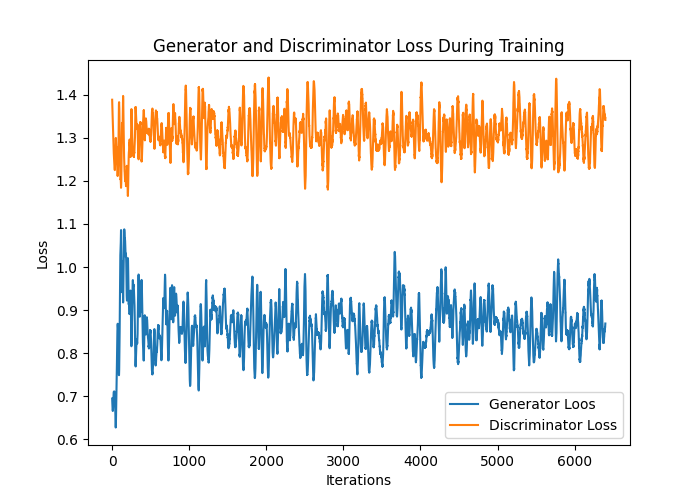 Generator and Discriminator Loss During Training
Loss
1.4
1.3
1.2
1.1
1.0
0.9
0.8
0.7
0.6
Generator Loos
Discriminator Loss
0 1000 2000 3000 4000 5000 6000
Iterations